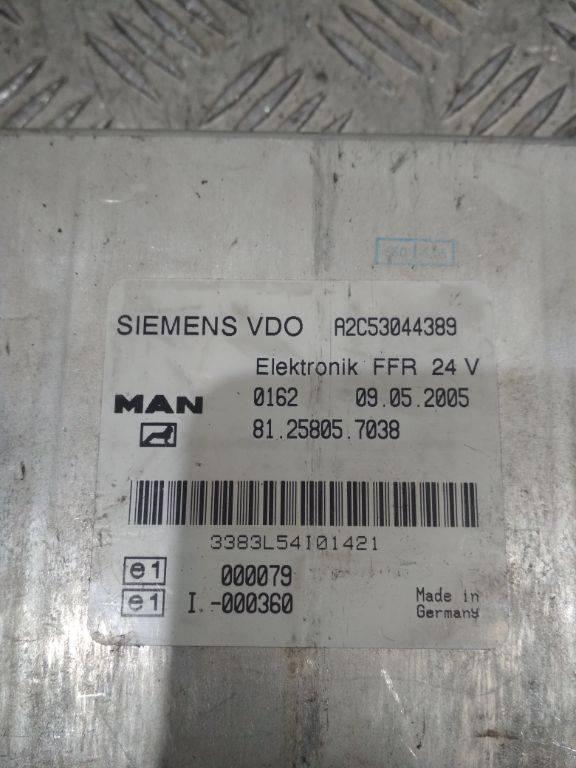 SIEMENS VDO A2C53044389
Elektronik FFR 24 V
MAN 0162 09.05.2005
81.25805.7038
3383L54I01421
e1 000079
e1 I.-000360
Made in
Germany